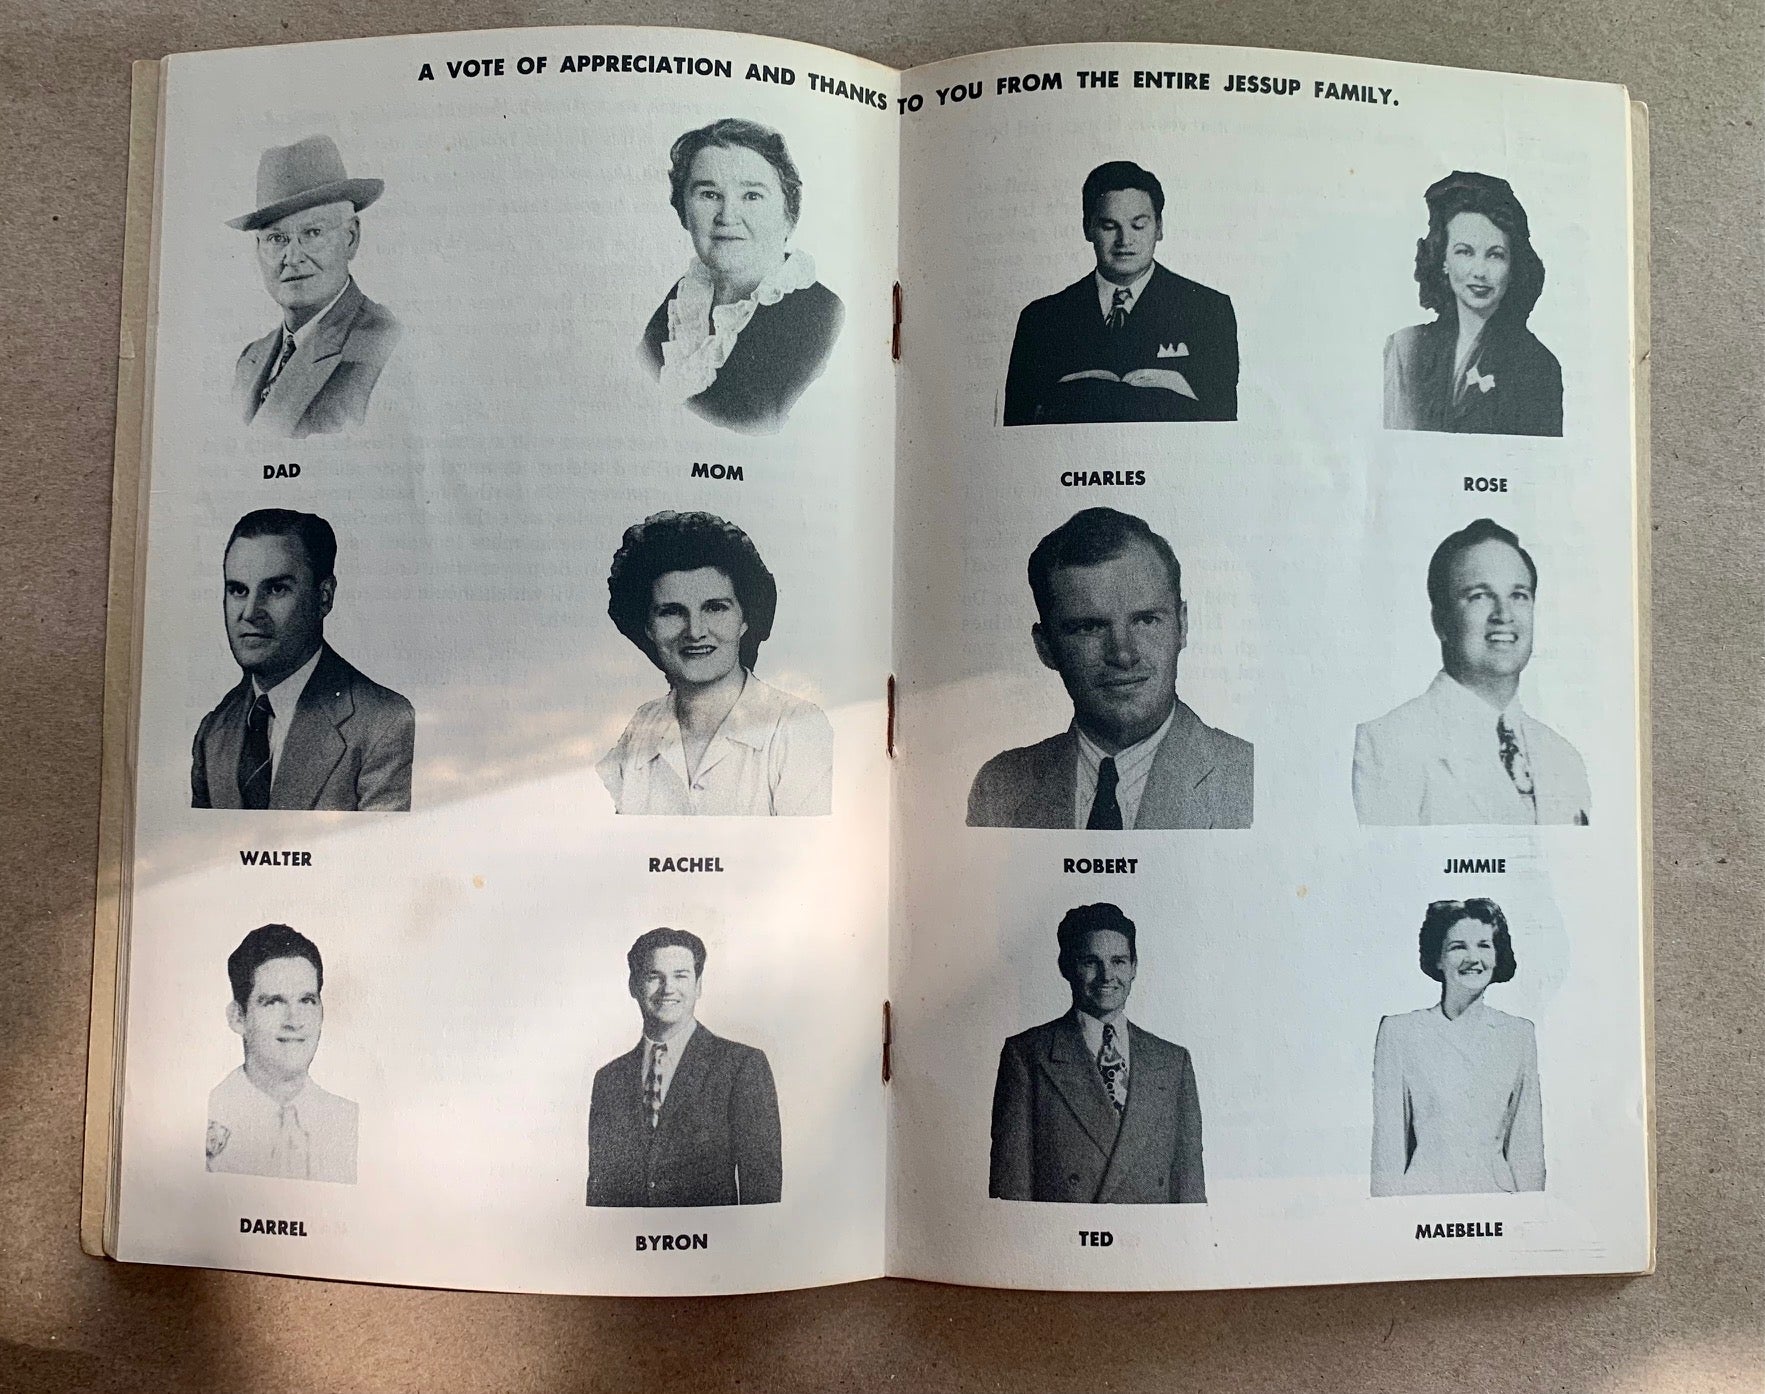 A VOTE OF APPRECIATION AND THANKS TO YOU FROM THE ENTIRE JESSUP FAMILY.
DAD
MOM
CHARLES
ROSE
WALTER
RACHEL
ROBERT
JIMMIE
DARREL
BYRON
TED
MAEBELLE